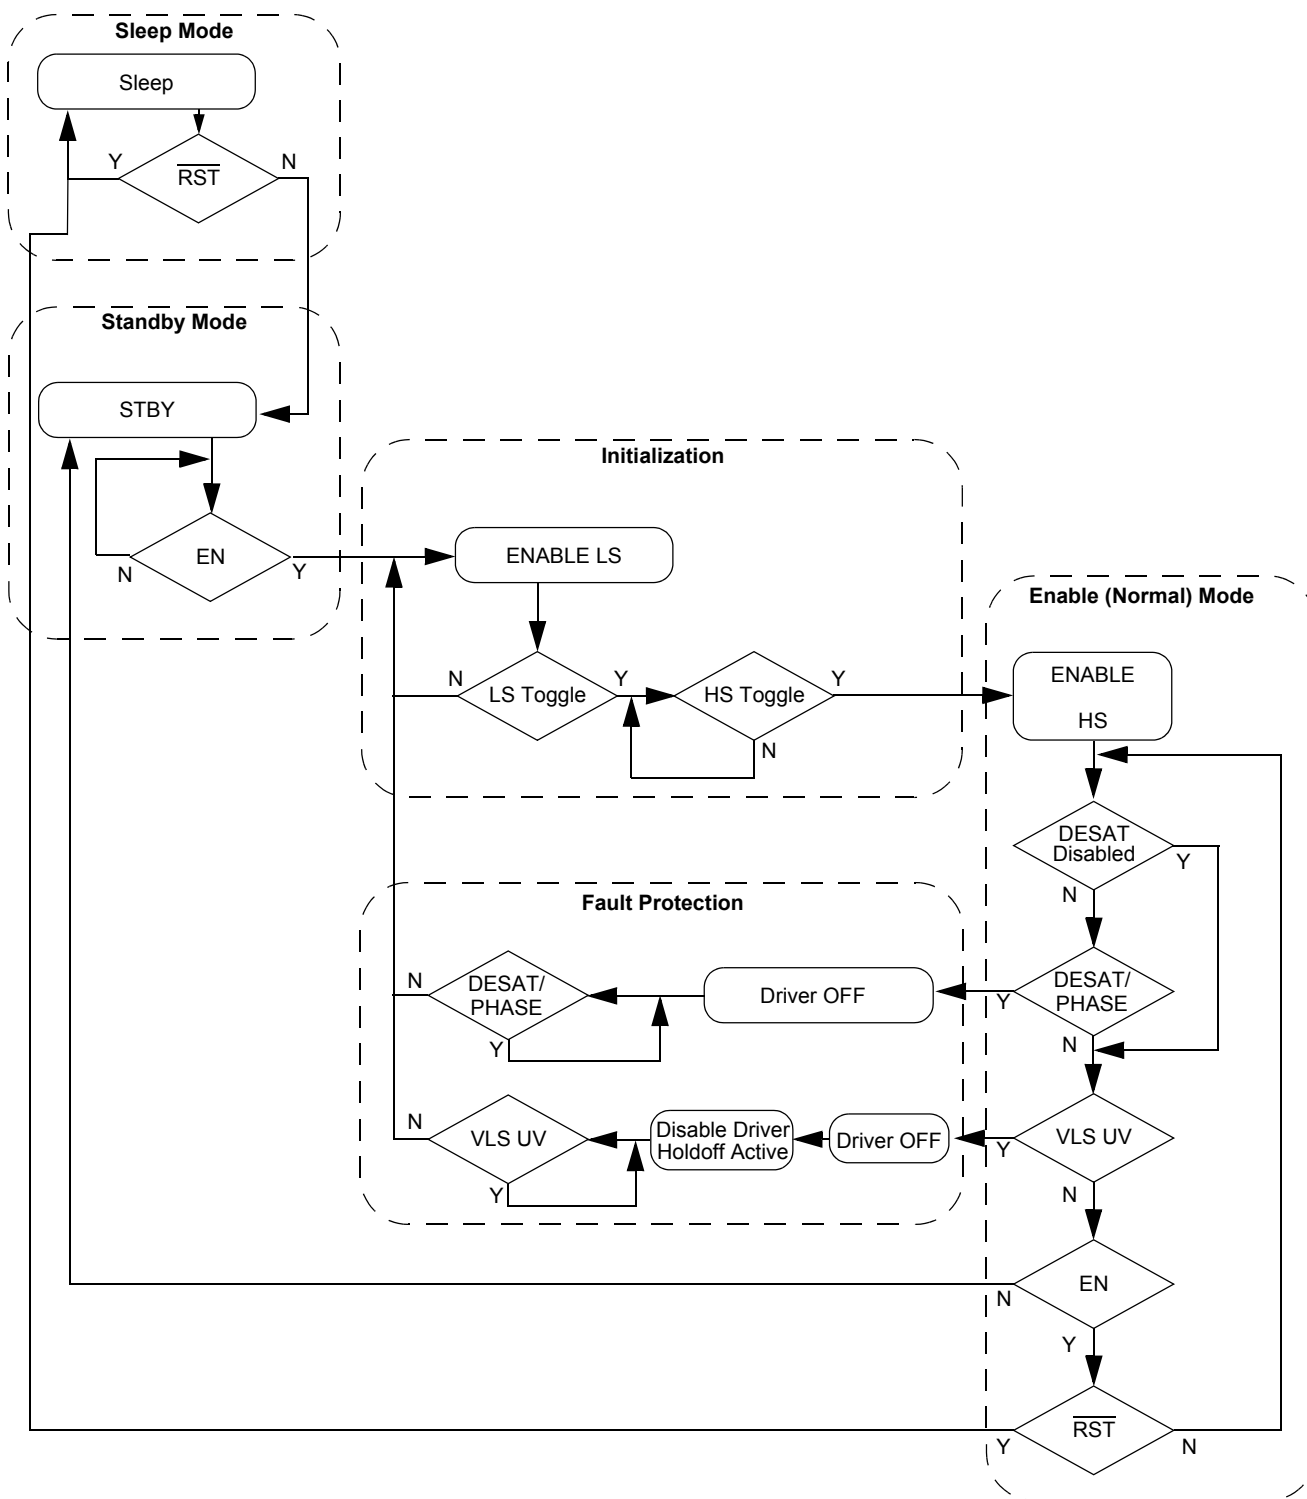 Sleep Mode
Sleep
Y
RST
N
Standby Mode
STBY
EN
N
Y
Initialization
ENABLE LS
N
LS Toggle
Y
HS Toggle
Y
N
Enable (Normal) Mode
ENABLE
HS
DESAT
Disabled
Y
N
DESAT/
PHASE
Y
N
Fault Protection
N
DESAT/
PHASE
Y
Driver OFF
N
VLS UV
Y
Disable Driver
Holdoff Active
Driver OFF
VLS UV
Y
N
EN
N
Y
RST
Y
N